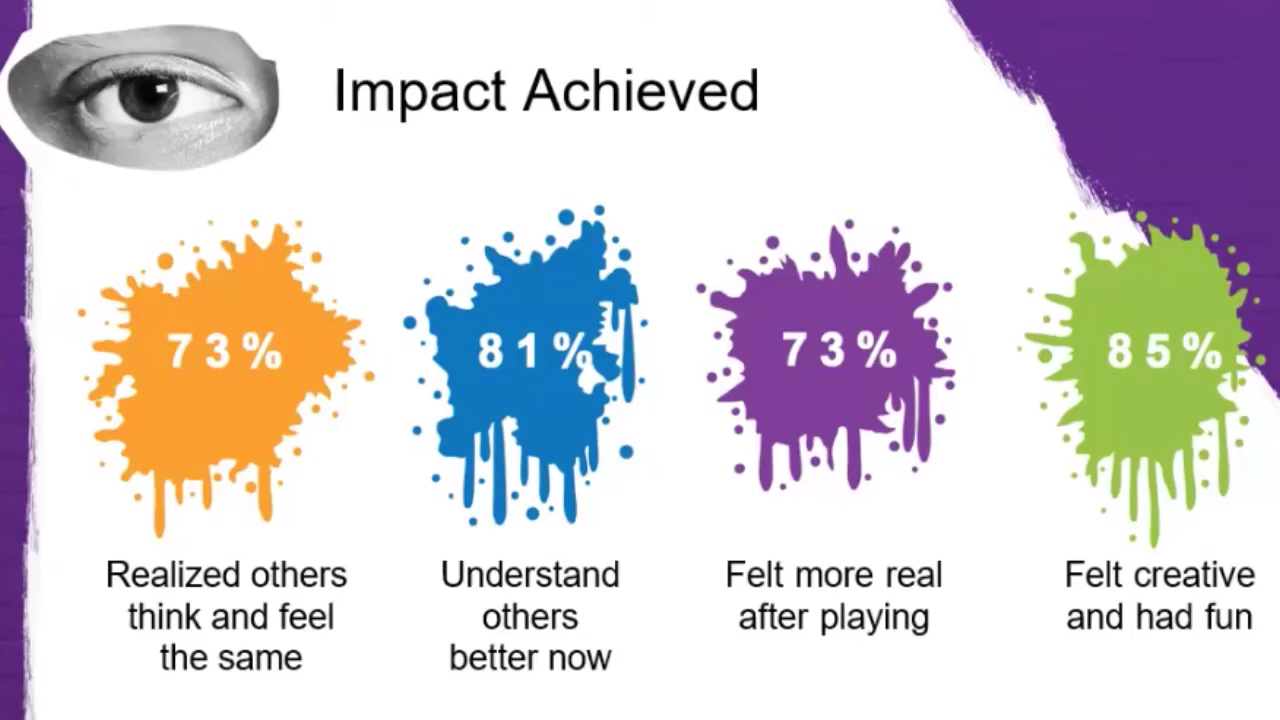 Impact Achieved
73%
81%
73%
85%
Realized others
think and feel
the same
Understand
others
better now
Felt more real
after playing
Felt creative
and had fun